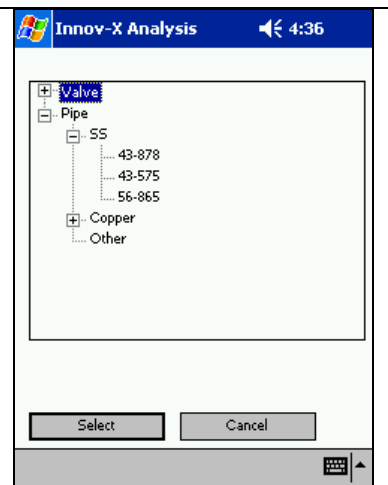 Innov-X Analysis 4:36
Valve
Pipe
SS
43-878
43-575
56-865
Copper
Other
Select Cancel